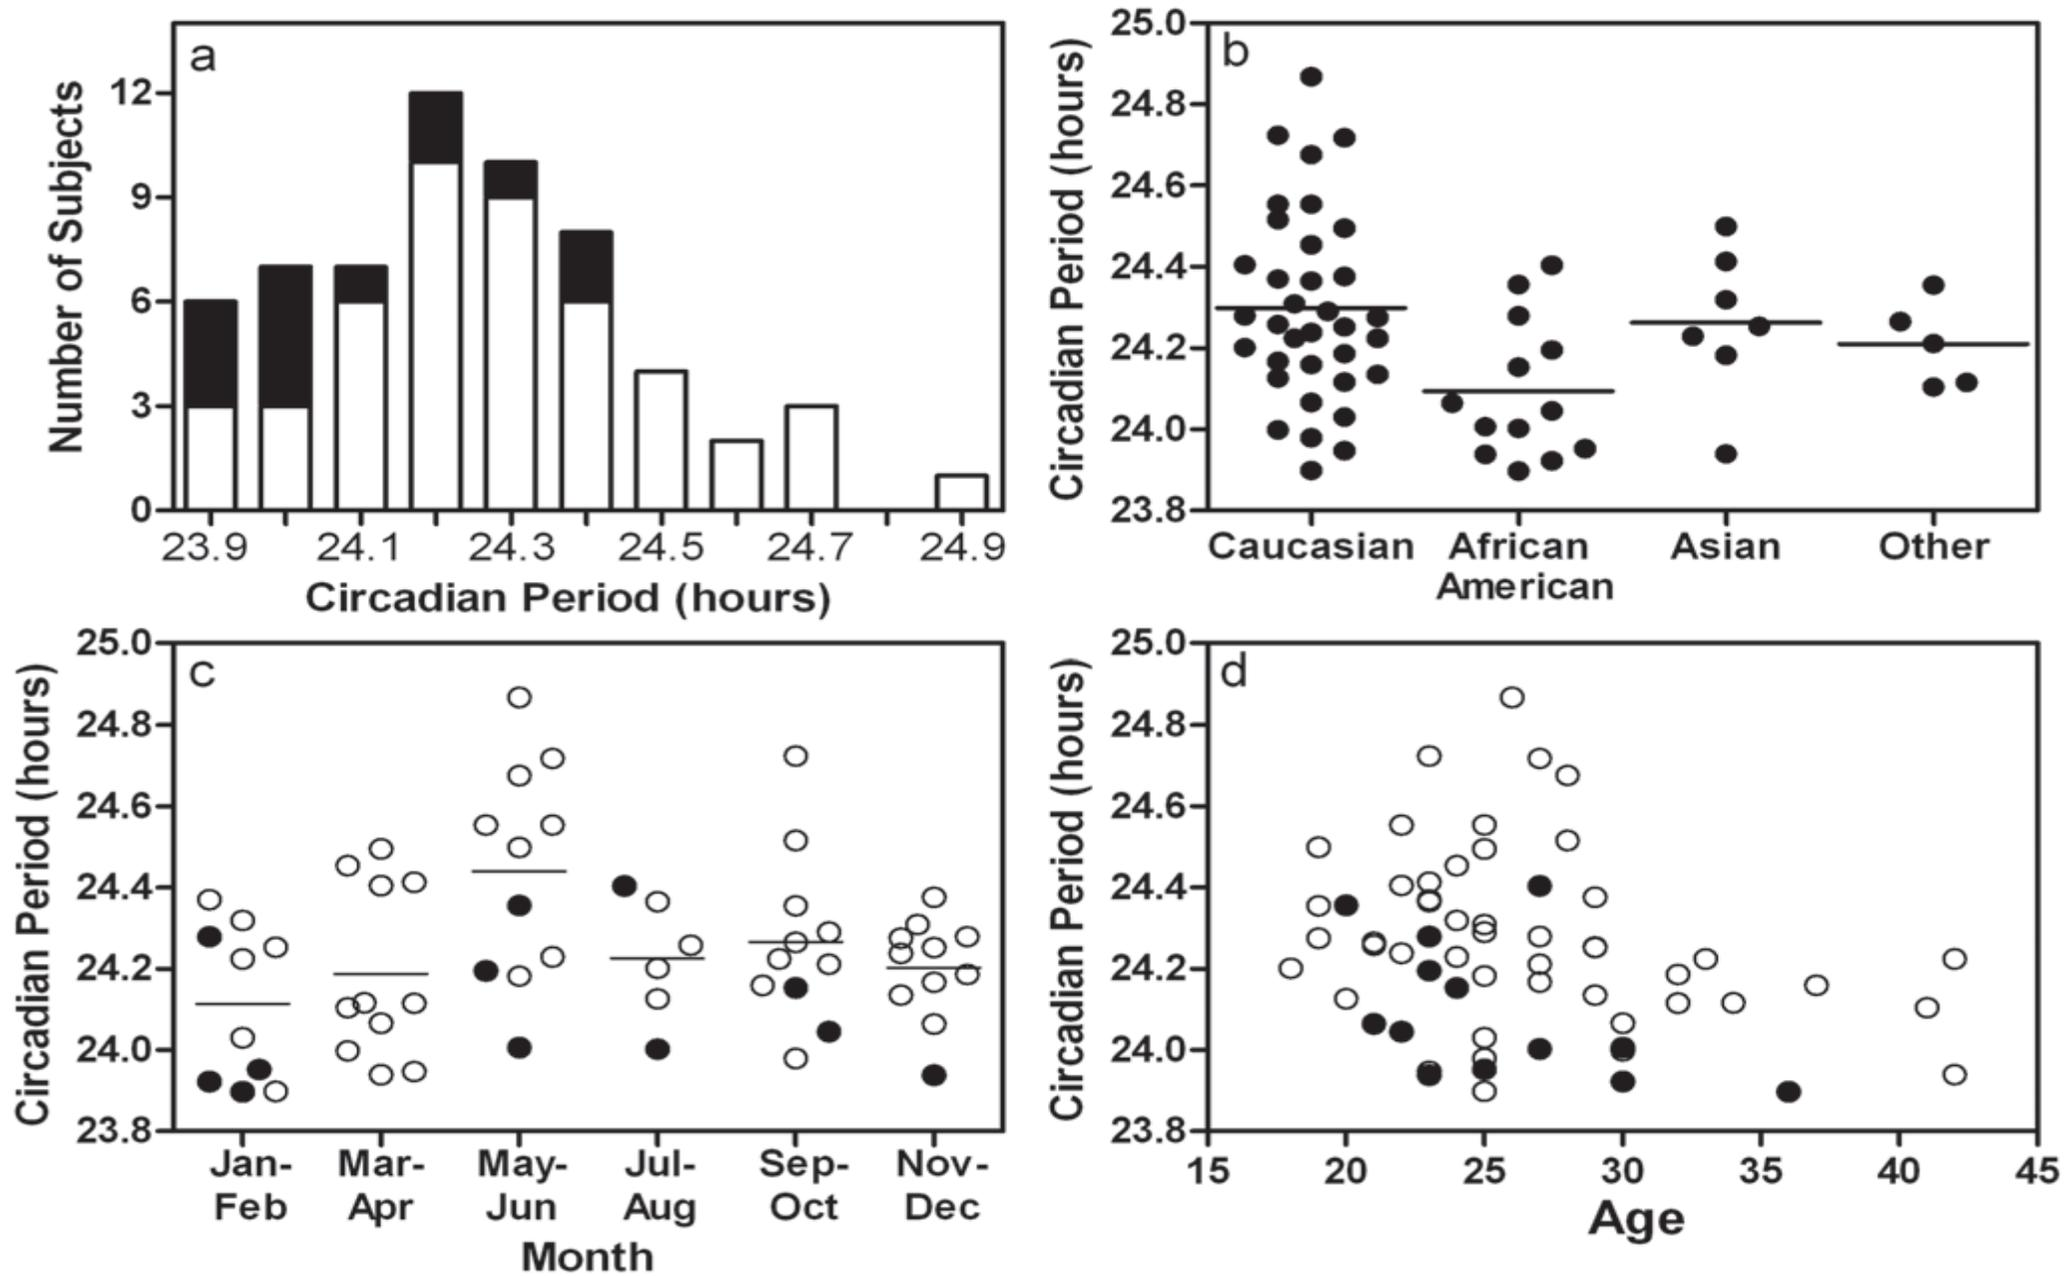 a
12
9
6
3
0
Number of Subjects
23.9 24.1 24.3 24.5 24.7 24.9
Circadian Period (hours)
b
25.0
24.8
24.6
24.4
24.2
24.0
23.8
Circadian Period (hours)
Caucasian African Asian Other
American
c
25.0
24.8
24.6
24.4
24.2
24.0
23.8
Circadian Period (hours)
Jan- Mar- May- Jul- Sep- Nov-
Feb Apr Jun Aug Oct Dec
Month
d
25.0
24.8
24.6
24.4
24.2
24.0
23.8
Circadian Period (hours)
15 20 25 30 35 40 45
Age